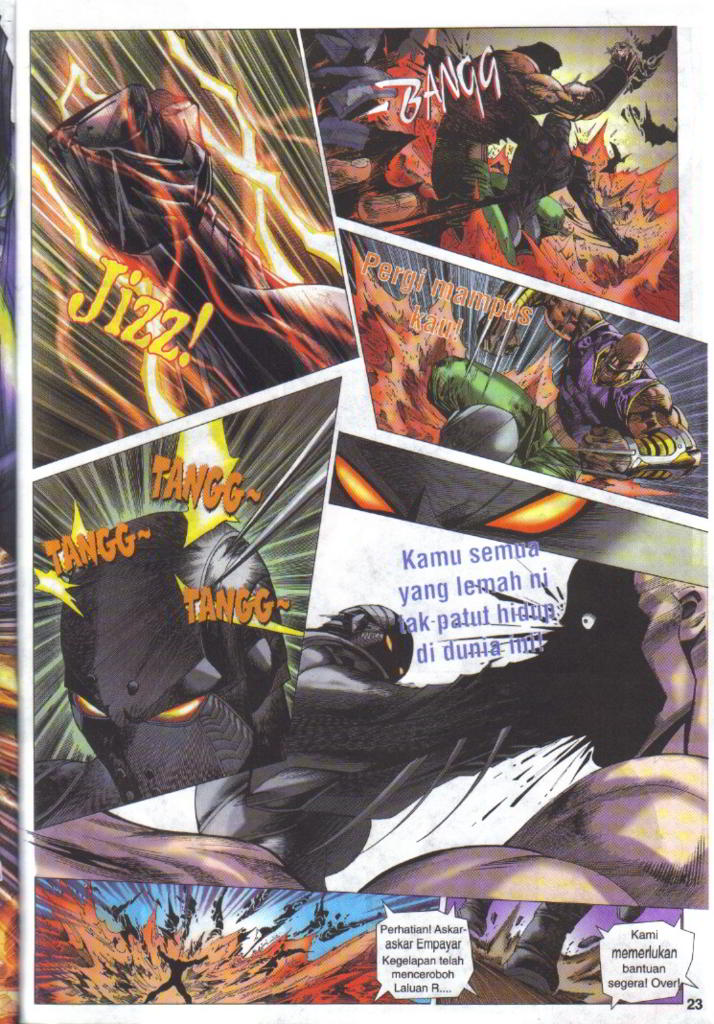 Jizz!
BANGG
Pergi mampus
kau!
TANGG~
TANGG~
TANGG~
Kamu semua
yang lemah ni
tak patut hidup
di dunia ini!
Perhatian! Askar-
askar Empayar
Kegelapan telah
menceroboh
Laluan R....
Kami
memerlukan
bantuan
segera! Over!
23